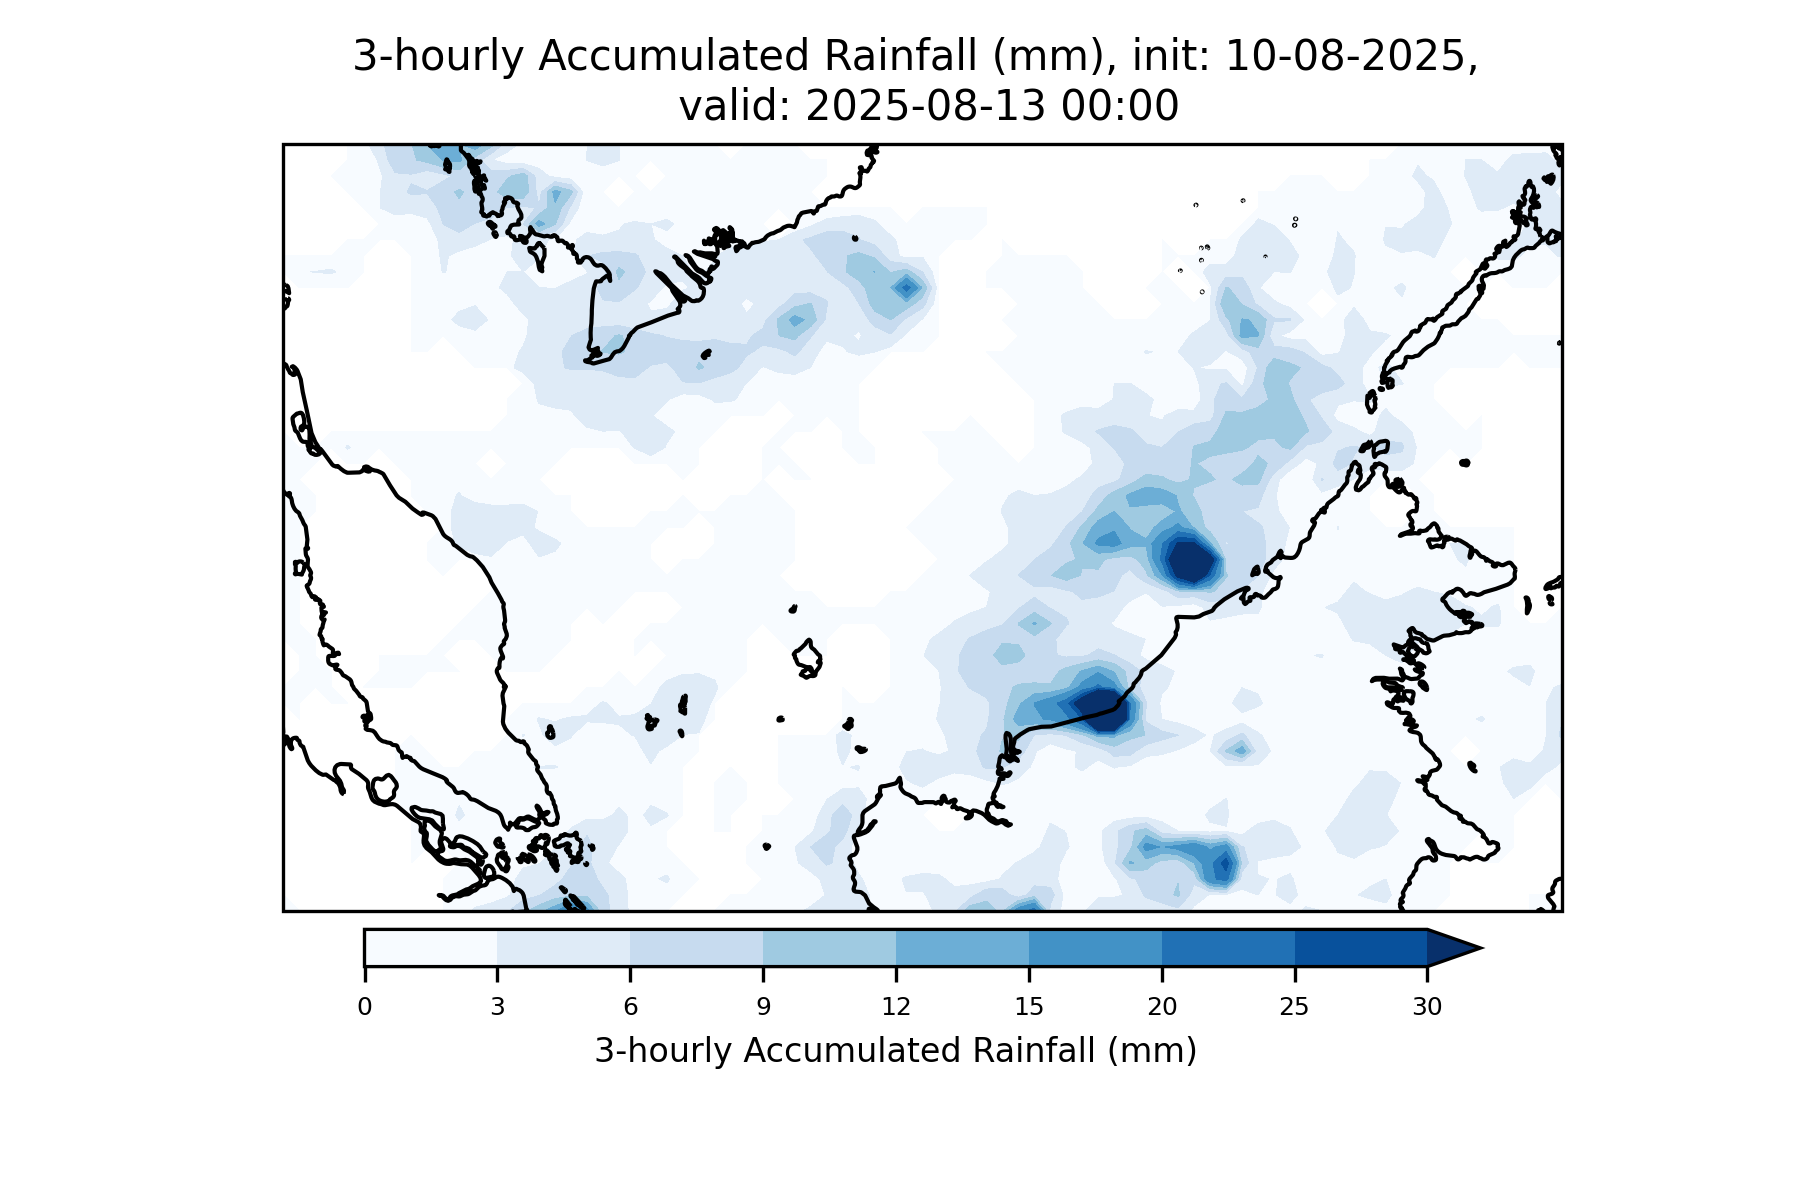 3-hourly Accumulated Rainfall (mm), init: 10-08-2025,
valid: 2025-08-13 00:00
0 3 6 9 12 15 20 25 30
3-hourly Accumulated Rainfall (mm)